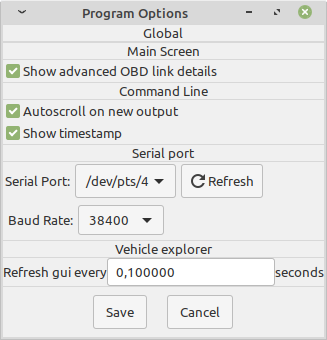 Program Options
Global
Main Screen
Show advanced OBD link details
Command Line
Autoscroll on new output
Show timestamp
Serial port
Serial Port: /dev/pts/4 Refresh
Baud Rate: 38400
Vehicle explorer
Refresh gui every 0,100000 seconds
Save Cancel